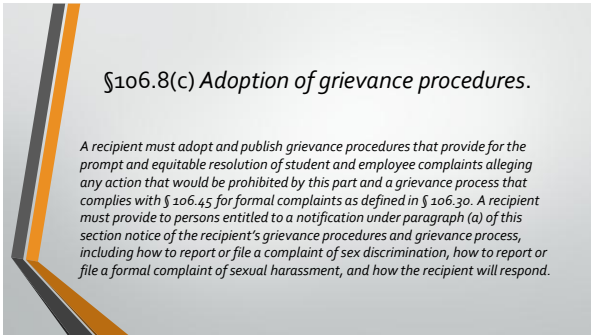 §106.8(c) Adoption of grievance procedures.
A recipient must adopt and publish grievance procedures that provide for the
prompt and equitable resolution of student and employee complaints alleging
any action that would be prohibited by this part and a grievance process that
complies with § 106.45 for formal complaints as defined in § 106.30. A recipient
must provide to persons entitled to a notification under paragraph (a) of this
section notice of the recipient's grievance procedures and grievance process,
including how to report or file a complaint of sex discrimination, how to report or
file a formal complaint of sexual harassment, and how the recipient will respond.